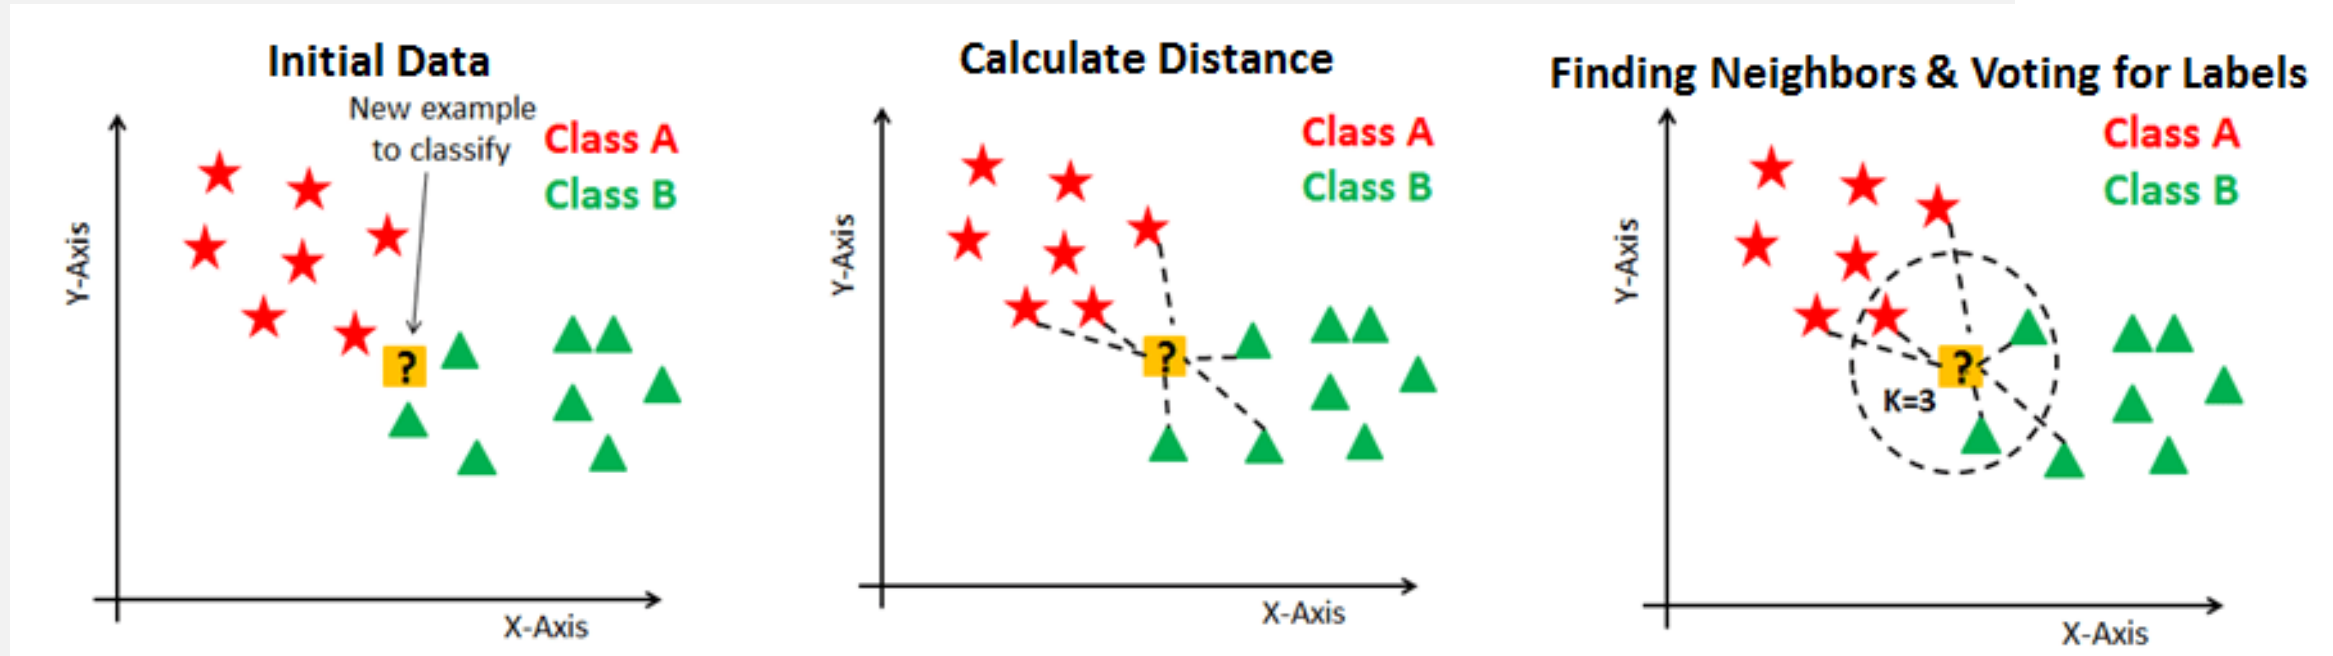 Initial Data
New example
to classify
Class A
Class B
Y-Axis
?
X-Axis
Calculate Distance
Class A
Class B
Y-Axis
?
X-Axis
Finding Neighbors & Voting for Labels
Class A
Class B
Y-Axis
?
K=3
X-Axis